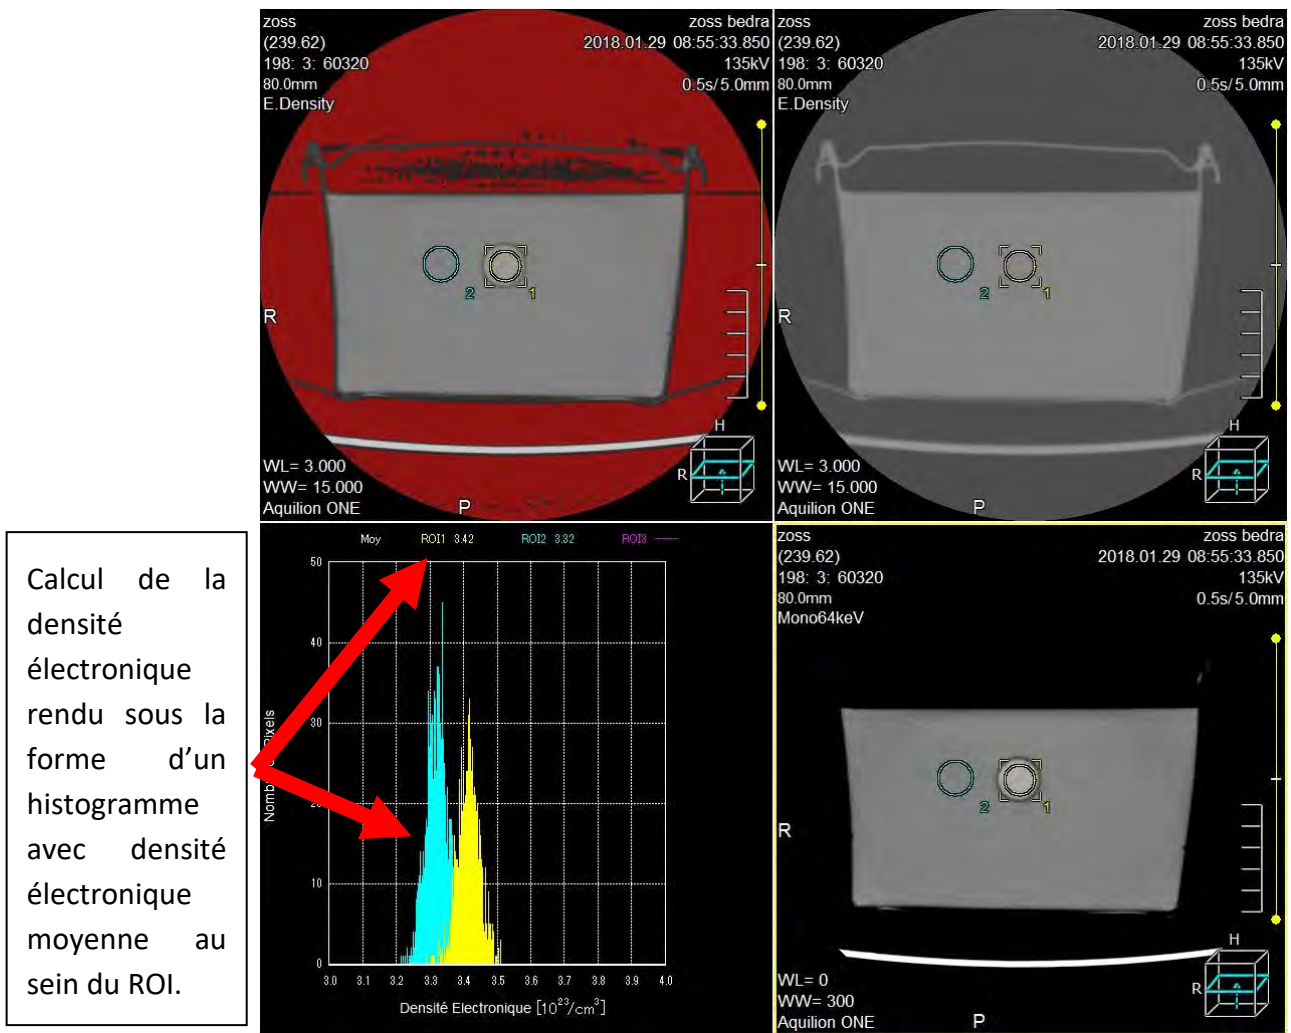 zoss
(239.62)
198: 3: 60320
80.0mm
E.Density
zoss bedra
2018.01.29 08:55:33.850
135kV
0.5s/5.0mm
R
2
1
WL= 3.000
WW= 15.000
Aquilion ONE
P
H
R
zoss
(239.62)
198: 3: 60320
80.0mm
E.Density
zoss bedra
2018.01.29 08:55:33.850
135kV
0.5s/5.0mm
R
2
1
WL= 3.000
WW= 15.000
Aquilion ONE
P
H
R
Calcul de la
densité
électronique
rendu sous la
forme d'un
histogramme
avec densité
électronique
moyenne au
sein du ROI.
Moy ROI1 3.42 ROI2 3.32 ROI3 -----
50
40
30
20
10
0
3.0 3.1 3.2 3.3 3.4 3.5 3.6 3.7 3.8 3.9 4.0
Densité Electronique [10²³/cm³]
zoss
(239.62)
198: 3: 60320
80.0mm
Mono64keV
zoss bedra
2018.01.29 08:55:33.850
135kV
0.5s/5.0mm
R
2
1
WL= 0
WW= 300
Aquilion ONE
P
H
R